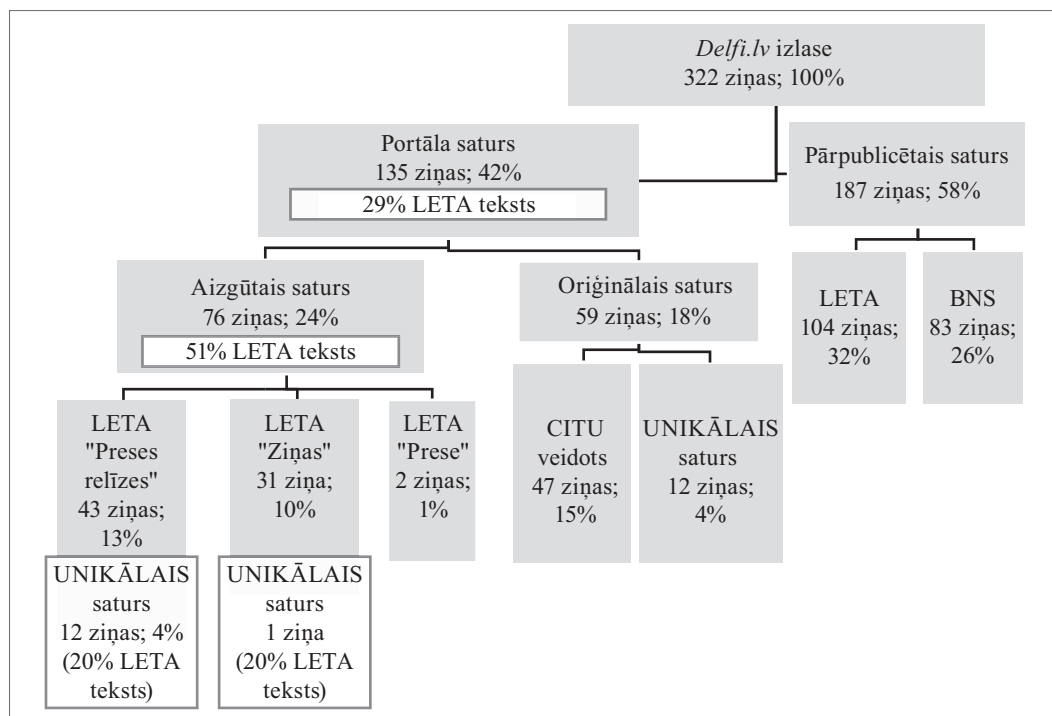 Delfi.lv izlase
322 ziņas; 100%
Portāla saturs
135 ziņas; 42%
29% LETA teksts
Pārpublicētais saturs
187 ziņas; 58%
Aizgūtais saturs
76 ziņas; 24%
51% LETA teksts
Oriģinālais saturs
59 ziņas; 18%
LETA
104 ziņas;
32%
BNS
83 ziņas;
26%
LETA
"Preses
relīzes"
43 ziņas;
13%
LETA
"Ziņas"
31 ziņa;
10%
LETA
"Prese"
2 ziņas;
1%
CITU
veidots
47 ziņas;
15%
UNIKĀLAIS
saturs
12 ziņas;
4%
UNIKĀLAIS
saturs
12 ziņas; 4%
(20% LETA
teksts)
UNIKĀLAIS
saturs
1 ziņa
(20% LETA
teksts)